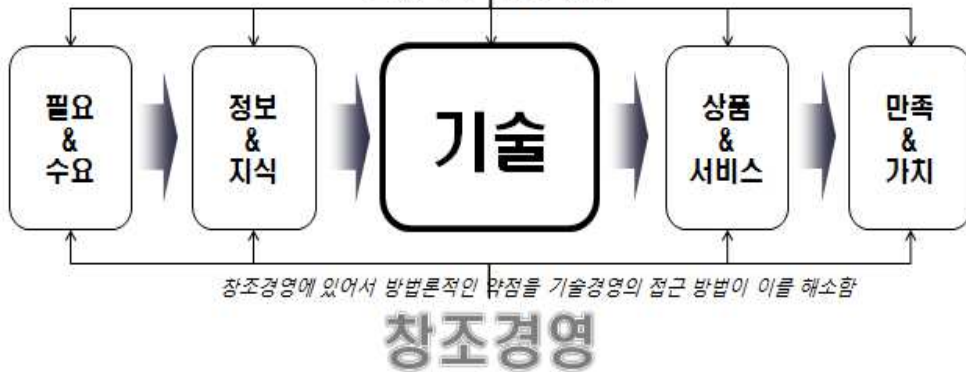 필요
&
수요
정보
&
지식
기술
상품
&
서비스
만족
&
가치
창조경영에 있어서 방법론적인 약점을 기술경영의 접근 방법이 이를 해소함
창조경영